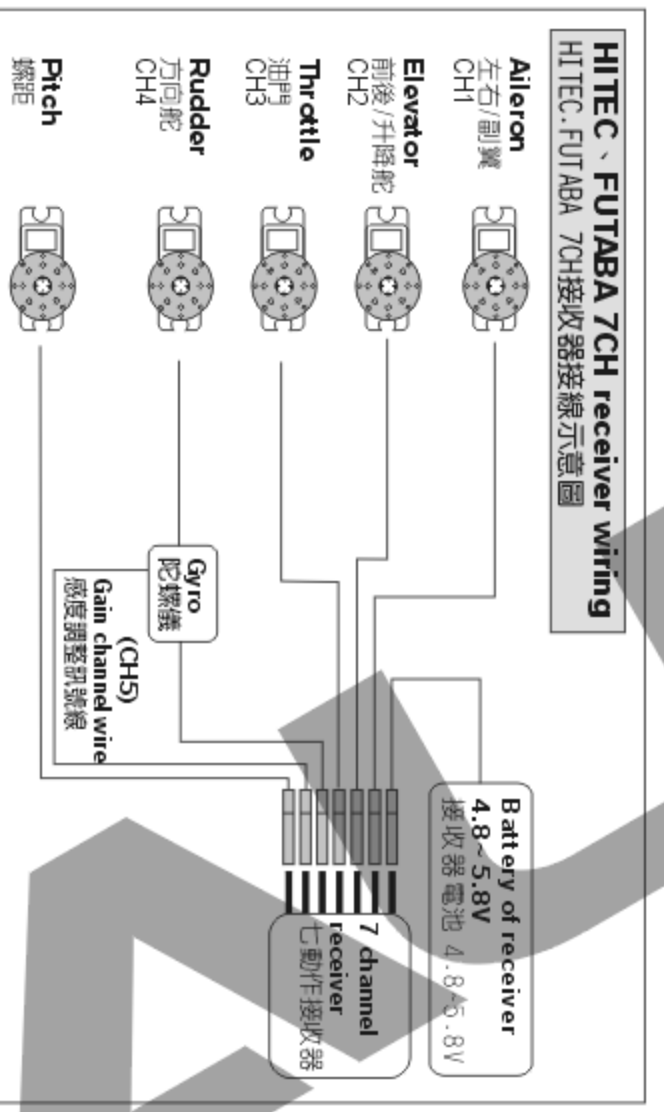 HITEC、FUTABA 7CH receiver wiring
HITEC.FUTABA 7CH接收器接線示意圖
Aileron
左右/副翼
CH1
Elevator
前後/升降舵
CH2
Throttle
油門
CH3
Rudder
方向舵
CH4
Pitch
螺距
Gyro
陀螺儀
(CH5)
Gain channel wire
感度調整訊號線
Battery of receiver
4.8~5.8V
接收器電池 4.8~5.8V
7 channel
receiver
七動作接收器